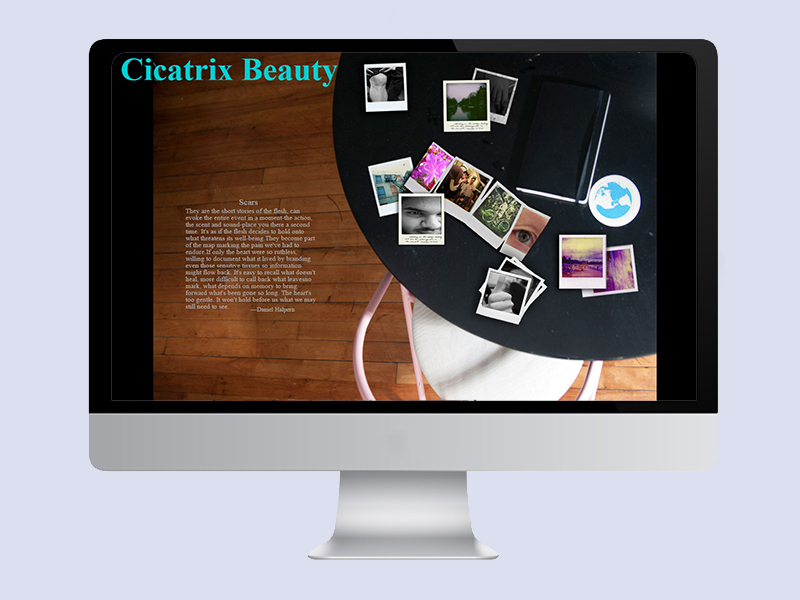 Cicatrix Beauty
Scars
They are the short stories of the flesh, can
evoke the entire event in a moment-the action,
the scent and sound-place you there a second
time. It's as if the flesh decides to hold onto
what threatens its well-being.They become part
of the map marking the pain we've had to
endure.If only the heart were so ruthless,
willing to document what it lived by branding
even those sensitive tissues so information
might flow back. It's easy to recall what doesn't
heal, more difficult to call back what leavesno
mark, what depends on memory to bring
forward what's been gone so long. The heart's
too gentle. It won't hold before us what we may
still need to see.
—Daniel Halpern